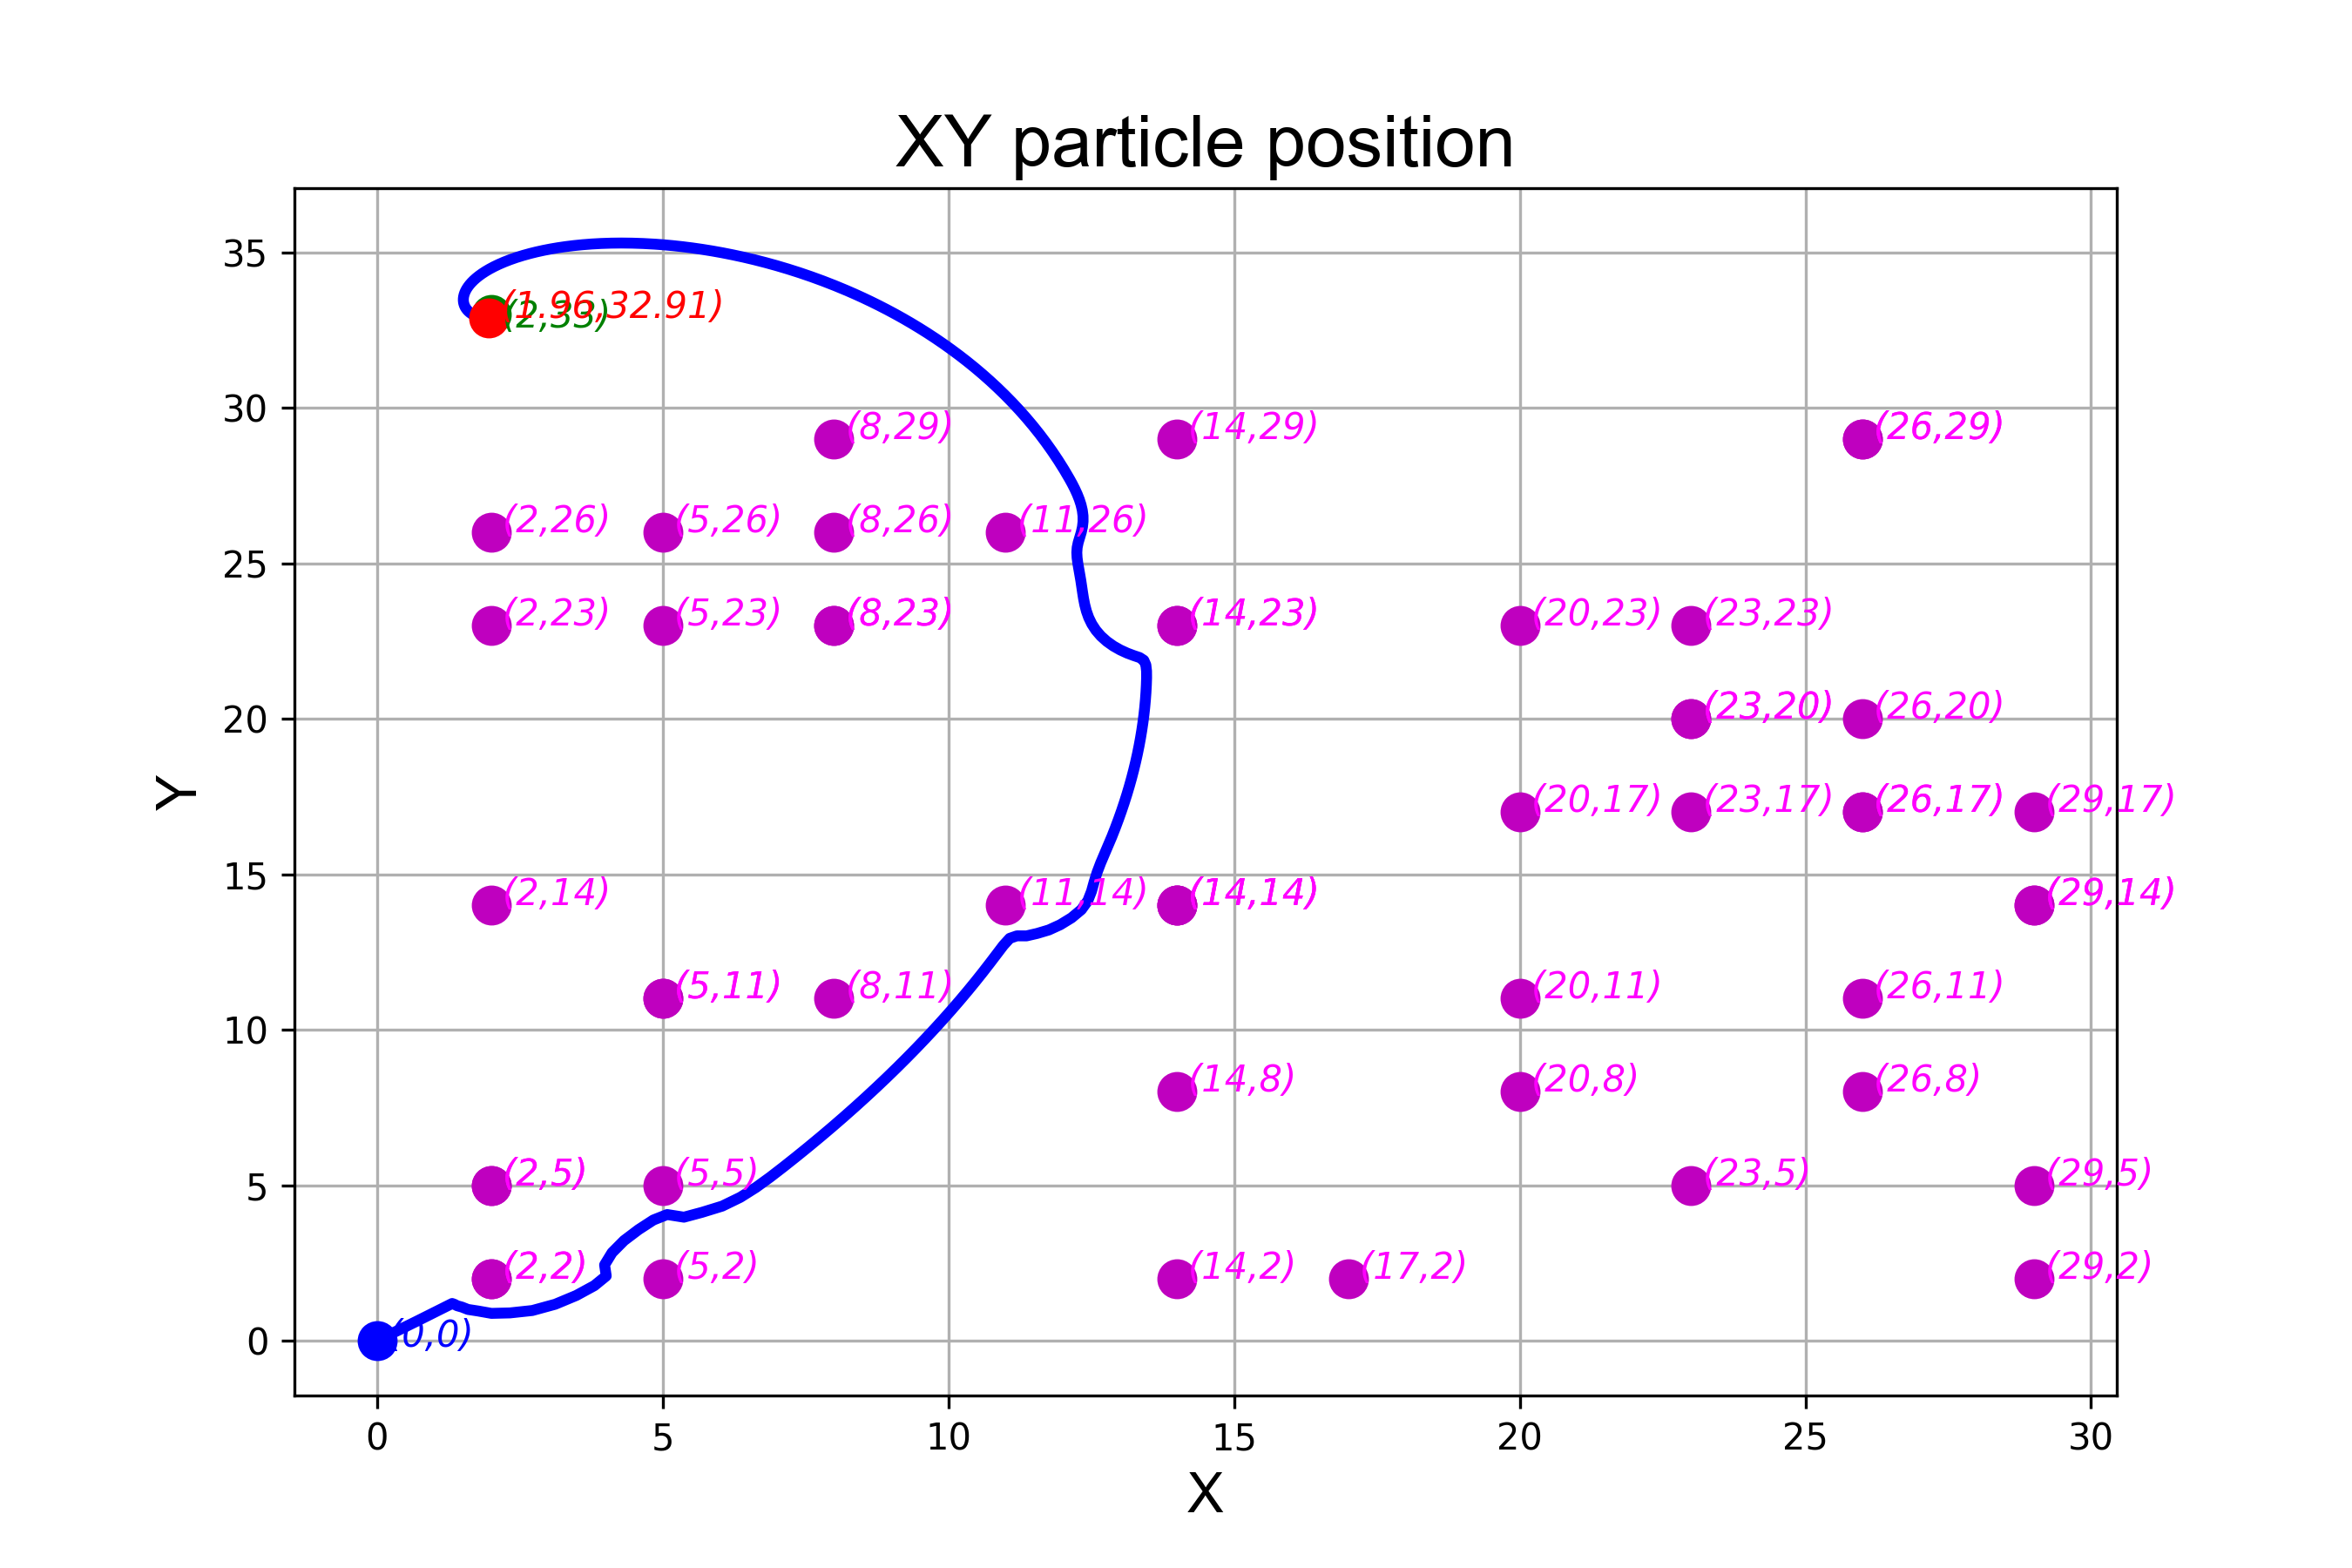 XY particle position
35
(1.96,32.91)
(2,33)
30
(8,29) (14,29) (26,29)
(2,26) (5,26) (8,26) (11,26)
25
(2,23) (5,23) (8,23) (14,23) (20,23) (23,23)
20
(23,20) (26,20)
(20,17) (23,17) (26,17) (29,17)
15
(2,14) (11,14) (14,14) (29,14)
(5,11) (8,11) (20,11) (26,11)
10
(14,8) (20,8) (26,8)
5
(2,5) (5,5) (23,5) (29,5)
(2,2) (5,2) (14,2) (17,2) (29,2)
0
(0,0)
0 5 10 15 20 25 30
X
Y